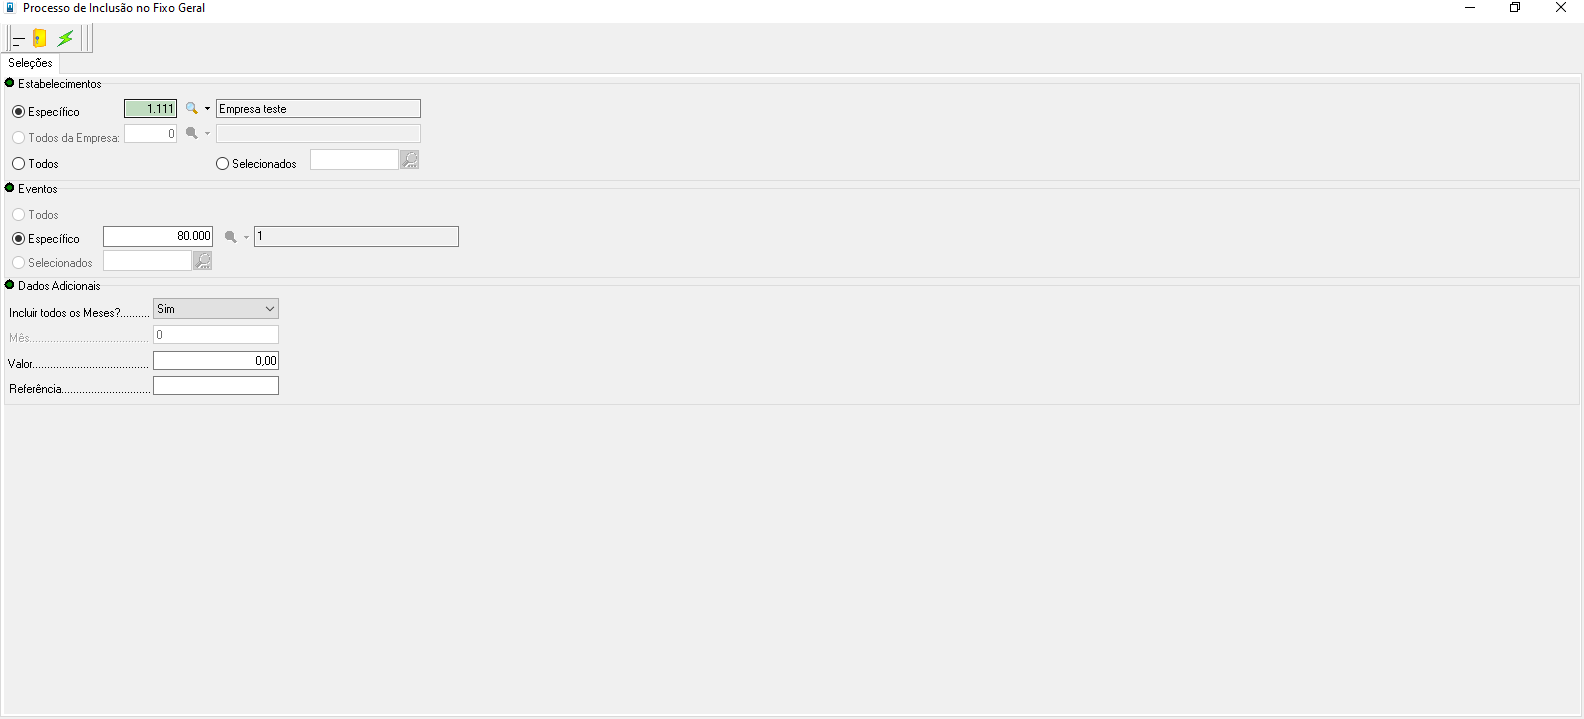 Processo de Inclusão no Fixo Geral
Seleções
Estabelecimentos
Específico 1.111 Empresa teste
Todos da Empresa: 0
Todos Selecionados
Eventos
Todos
Específico 80.000 1
Selecionados
Dados Adicionais
Incluir todos os Meses?.......... Sim
Mês........................................ 0
Valor....................................... 0,00
Referência..............................